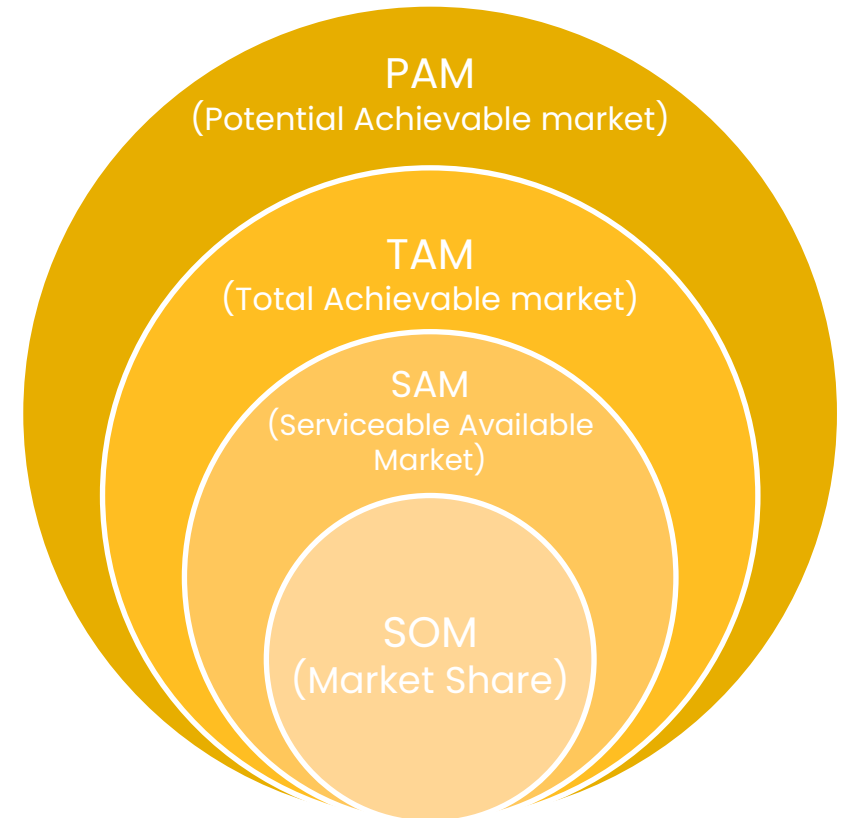 PAM
(Potential Achievable market)
TAM
(Total Achievable market)
SAM
(Serviceable Available
Market)
SOM
(Market Share)